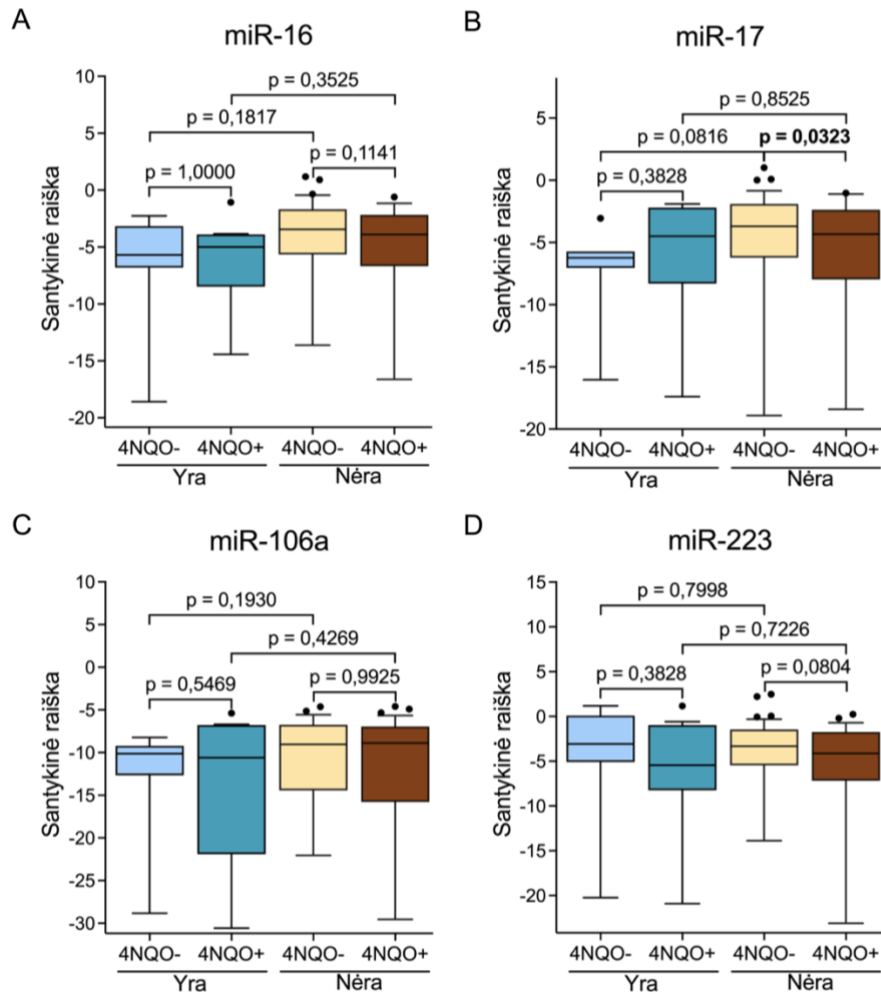 A
miR-16
Santykinė raiška
10
5
0
-5
-10
-15
-20
p = 0,3525
p = 0,1817
p = 0,1141
p = 1,0000
4NQO- 4NQO+ 4NQO- 4NQO+
Yra Nėra
B
miR-17
Santykinė raiška
5
0
-5
-10
-15
-20
p = 0,8525
p = 0,0816 p = 0,0323
p = 0,3828
4NQO- 4NQO+ 4NQO- 4NQO+
Yra Nėra
C
miR-106a
Santykinė raiška
10
5
0
-5
-10
-15
-20
-25
-30
p = 0,1930
p = 0,4269
p = 0,5469 p = 0,9925
4NQO- 4NQO+ 4NQO- 4NQO+
Yra Nėra
D
miR-223
Santykinė raiška
15
10
5
0
-5
-10
-15
-20
p = 0,7998
p = 0,7226
p = 0,3828 p = 0,0804
4NQO- 4NQO+ 4NQO- 4NQO+
Yra Nėra